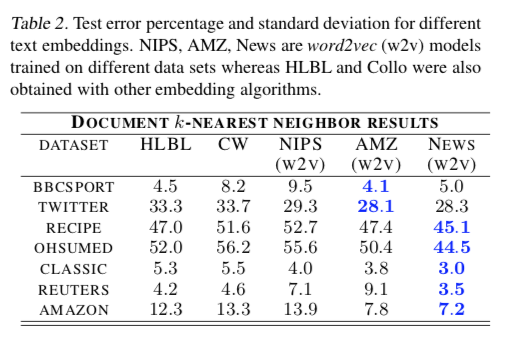 Table 2. Test error percentage and standard deviation for different
text embeddings. NIPS, AMZ, News are word2vec (w2v) models
trained on different data sets whereas HLBL and Collo were also
obtained with other embedding algorithms.
DOCUMENT k-NEAREST NEIGHBOR RESULTS
DATASET HLBL CW NIPS AMZ NEWS
(W2V) (W2V) (W2V)
BBCSPORT 4.5 8.2 9.5 4.1 5.0
TWITTER 33.3 33.7 29.3 28.1 28.3
RECIPE 47.0 51.6 52.7 47.4 45.1
OHSUMED 52.0 56.2 55.6 50.4 44.5
CLASSIC 5.3 5.5 4.0 3.8 3.0
REUTERS 4.2 4.6 7.1 9.1 3.5
AMAZON 12.3 13.3 13.9 7.8 7.2